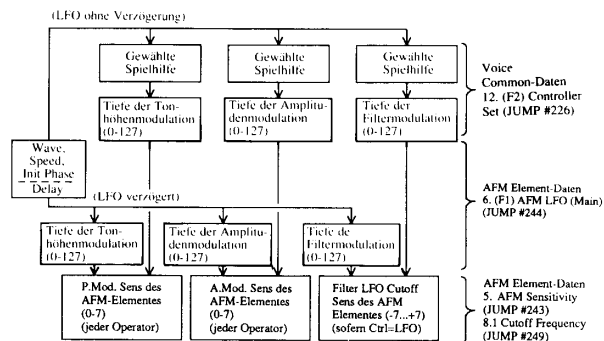 (LFO ohne Verzögerung)
Gewählte
Spielhilfe
Gewählte
Spielhilfe
Gewählte
Spielhilfe
Voice
Common-Daten
12. (F2) Controller
Set (JUMP #226)
Tiefe der Ton-
höhenmodulation
(0-127)
Tiefe der Amplitu-
denmodulation
(0-127)
Tiefe der
Filtermodulation
(0-127)
Wave,
Speed,
Init Phase
Delay
(LFO verzögert)
AFM Element-Daten
6. (F1) AFM LFO (Main)
(JUMP #244)
Tiefe der Ton-
höhenmodulation
(0-127)
Tiefe der Amplitu-
denmodulation
(0-127)
Tiefe de
Filtermodulation
(0-127)
P.Mod. Sens des
AFM-Elementes
(0-7)
(jeder Operator)
A.Mod. Sens des
AFM-Elementes
(0-7)
(jeder Operator)
Filter LFO Cutoff
Sens des AFM
Elementes (-7...+7)
(sofern Ctrl=LFO)
AFM Element-Daten
5. AFM Sensitivity
(JUMP #243)
8.1 Cutoff Frequency
(JUMP #249)